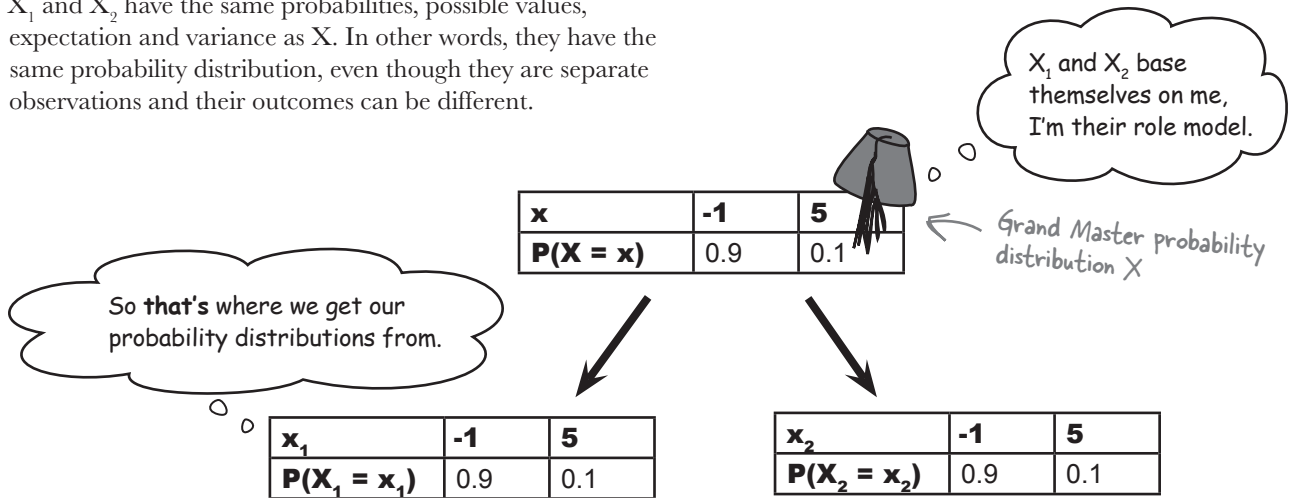 X₁ and X₂ have the same probabilities, possible values,
expectation and variance as X. In other words, they have the
same probability distribution, even though they are separate
observations and their outcomes can be different.
X₁ and X₂ base
themselves on me,
I'm their role model.
x -1 5
P(X = x) 0.9 0.1
Grand Master probability
distribution X
So that's where we get our
probability distributions from.
x₁ -1 5
P(X₁ = x₁) 0.9 0.1
x₂ -1 5
P(X₂ = x₂) 0.9 0.1